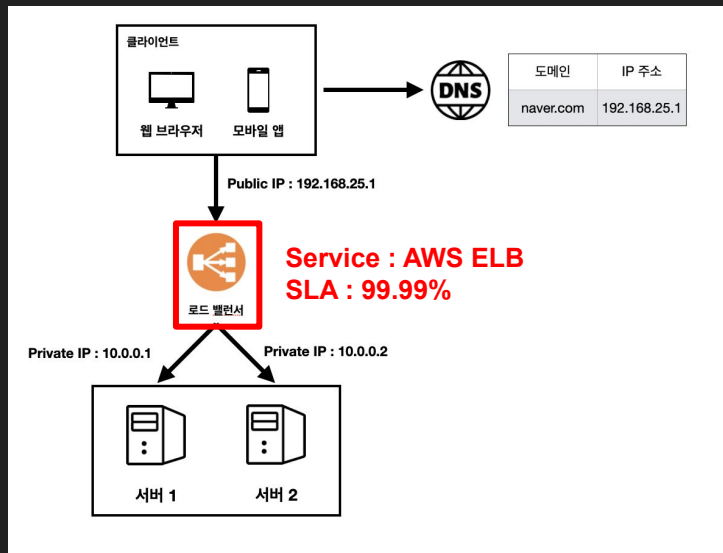 클라이언트
웹 브라우저
모바일 앱
DNS
도메인
IP 주소
naver.com
192.168.25.1
Public IP : 192.168.25.1
로드 밸런서
Service : AWS ELB
SLA : 99.99%
Private IP : 10.0.0.1
Private IP : 10.0.0.2
서버 1
서버 2